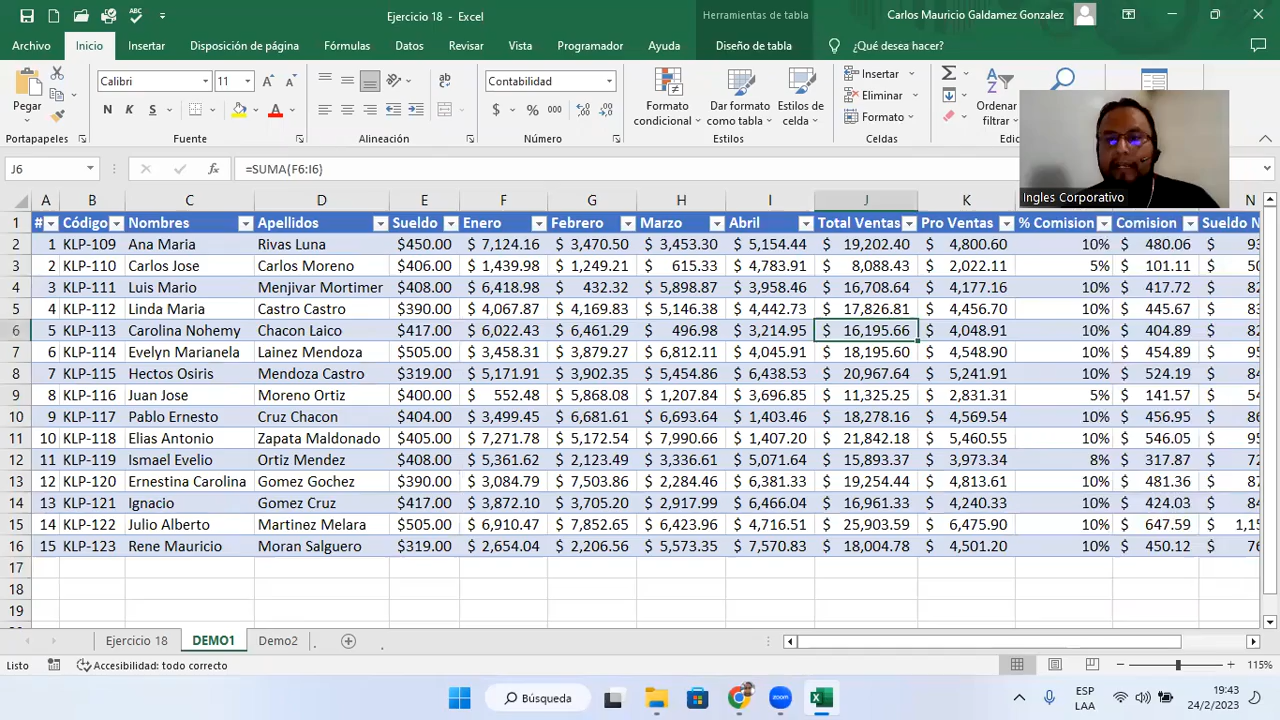 Ejercicio 18 - Excel
Herramientas de tabla
Carlos Mauricio Galdamez Gonzalez
Archivo Inicio Insertar Disposición de página Fórmulas Datos Revisar Vista Programador Ayuda Diseño de tabla ¿Qué desea hacer?
Pegar
Calibri 11
N K S
Contabilidad
$ % 000
Formato condicional
Dar formato como tabla
Estilos de celda
Insertar
Eliminar
Formato
Ordenar
filtrar
Portapapeles Fuente Alineación Número Estilos Celdas
J6 fx =SUMA(F6:I6)
Ingles Corporativo
A B C D E F G H I J K L M N
1 # Código Nombres Apellidos Sueldo Enero Febrero Marzo Abril Total Ventas Pro Ventas % Comision Comision Sueldo N
2 1 KLP-109 Ana Maria Rivas Luna $450.00 $ 7,124.16 $ 3,470.50 $ 3,453.30 $ 5,154.44 $ 19,202.40 $ 4,800.60 10% $ 480.06 $ 93
3 2 KLP-110 Carlos Jose Carlos Moreno $406.00 $ 1,439.98 $ 1,249.21 $ 615.33 $ 4,783.91 $ 8,088.43 $ 2,022.11 5% $ 101.11 $ 50
4 3 KLP-111 Luis Mario Menjivar Mortimer $408.00 $ 6,418.98 $ 432.32 $ 5,898.87 $ 3,958.46 $ 16,708.64 $ 4,177.16 10% $ 417.72 $ 82
5 4 KLP-112 Linda Maria Castro Castro $390.00 $ 4,067.87 $ 4,169.83 $ 5,146.38 $ 4,442.73 $ 17,826.81 $ 4,456.70 10% $ 445.67 $ 83
6 5 KLP-113 Carolina Nohemy Chacon Laico $417.00 $ 6,022.43 $ 6,461.29 $ 496.98 $ 3,214.95 $ 16,195.66 $ 4,048.91 10% $ 404.89 $ 82
7 6 KLP-114 Evelyn Marianela Lainez Mendoza $505.00 $ 3,458.31 $ 3,879.27 $ 6,812.11 $ 4,045.91 $ 18,195.60 $ 4,548.90 10% $ 454.89 $ 95
8 7 KLP-115 Hectos Osiris Mendoza Castro $319.00 $ 5,171.91 $ 3,902.35 $ 5,454.86 $ 6,438.53 $ 20,967.64 $ 5,241.91 10% $ 524.19 $ 84
9 8 KLP-116 Juan Jose Moreno Ortiz $400.00 $ 552.48 $ 5,868.08 $ 1,207.84 $ 3,696.85 $ 11,325.25 $ 2,831.31 5% $ 141.57 $ 54
10 9 KLP-117 Pablo Ernesto Cruz Chacon $404.00 $ 3,499.45 $ 6,681.61 $ 6,693.64 $ 1,403.46 $ 18,278.16 $ 4,569.54 10% $ 456.95 $ 86
11 10 KLP-118 Elias Antonio Zapata Maldonado $405.00 $ 7,271.78 $ 5,172.54 $ 7,990.66 $ 1,407.20 $ 21,842.18 $ 5,460.55 10% $ 546.05 $ 95
12 11 KLP-119 Ismael Evelio Ortiz Mendez $408.00 $ 5,361.62 $ 2,123.49 $ 3,336.61 $ 5,071.64 $ 15,893.37 $ 3,973.34 8% $ 317.87 $ 72
13 12 KLP-120 Ernestina Carolina Gomez Gochez $390.00 $ 3,084.79 $ 7,503.86 $ 2,284.46 $ 6,381.33 $ 19,254.44 $ 4,813.61 10% $ 481.36 $ 87
14 13 KLP-121 Ignacio Gomez Cruz $417.00 $ 3,872.10 $ 3,705.20 $ 2,917.99 $ 6,466.04 $ 16,961.33 $ 4,240.33 10% $ 424.03 $ 84
15 14 KLP-122 Julio Alberto Martinez Melara $505.00 $ 6,910.47 $ 7,852.65 $ 6,423.96 $ 4,716.51 $ 25,903.59 $ 6,475.90 10% $ 647.59 $ 1,15
16 15 KLP-123 Rene Mauricio Moran Salguero $319.00 $ 2,654.04 $ 2,206.56 $ 5,573.35 $ 7,570.83 $ 18,004.78 $ 4,501.20 10% $ 450.12 $ 76
17
18
19
Ejercicio 18 DEMO1 Demo2
Listo Accesibilidad: todo correcto 115%
Búsqueda
zoom
ESP
LAA
19:43
24/2/2023